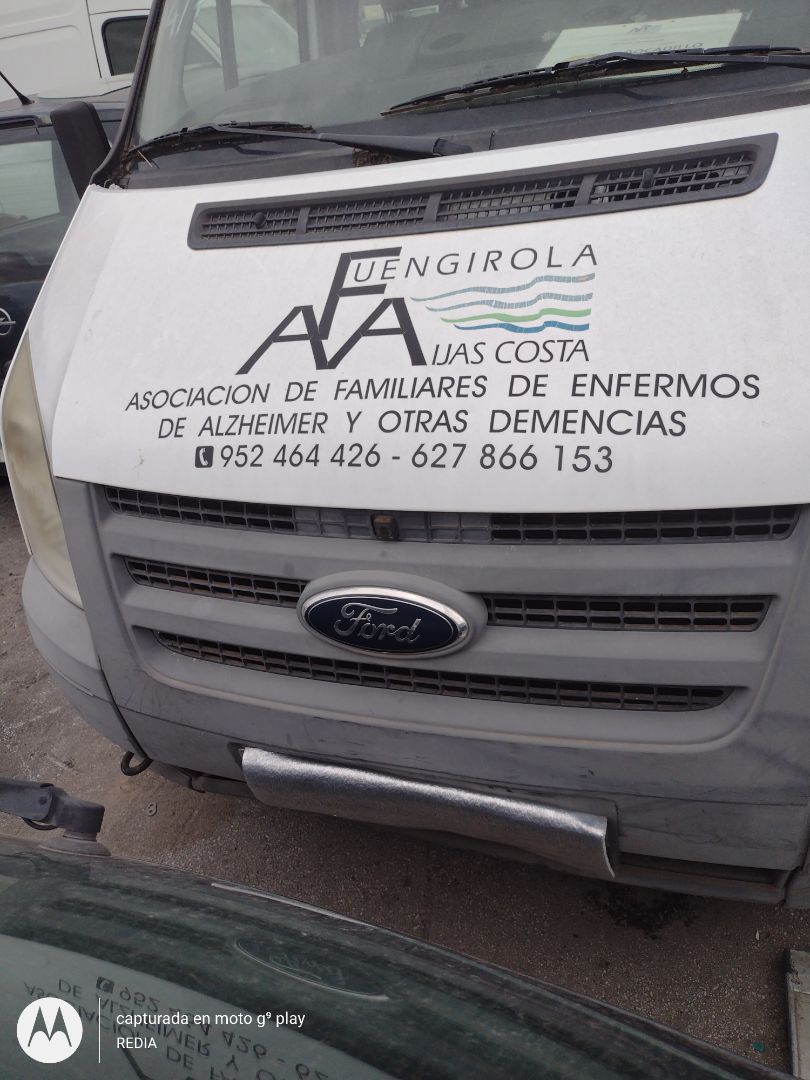 BOCADILLO
FUENGIROLA
AFA
MIJAS COSTA
ASOCIACION DE FAMILIARES DE ENFERMOS
DE ALZHEIMER Y OTRAS DEMENCIAS
952 464 426 - 627 866 153
Ford
capturada en moto g⁹ play
REDIA